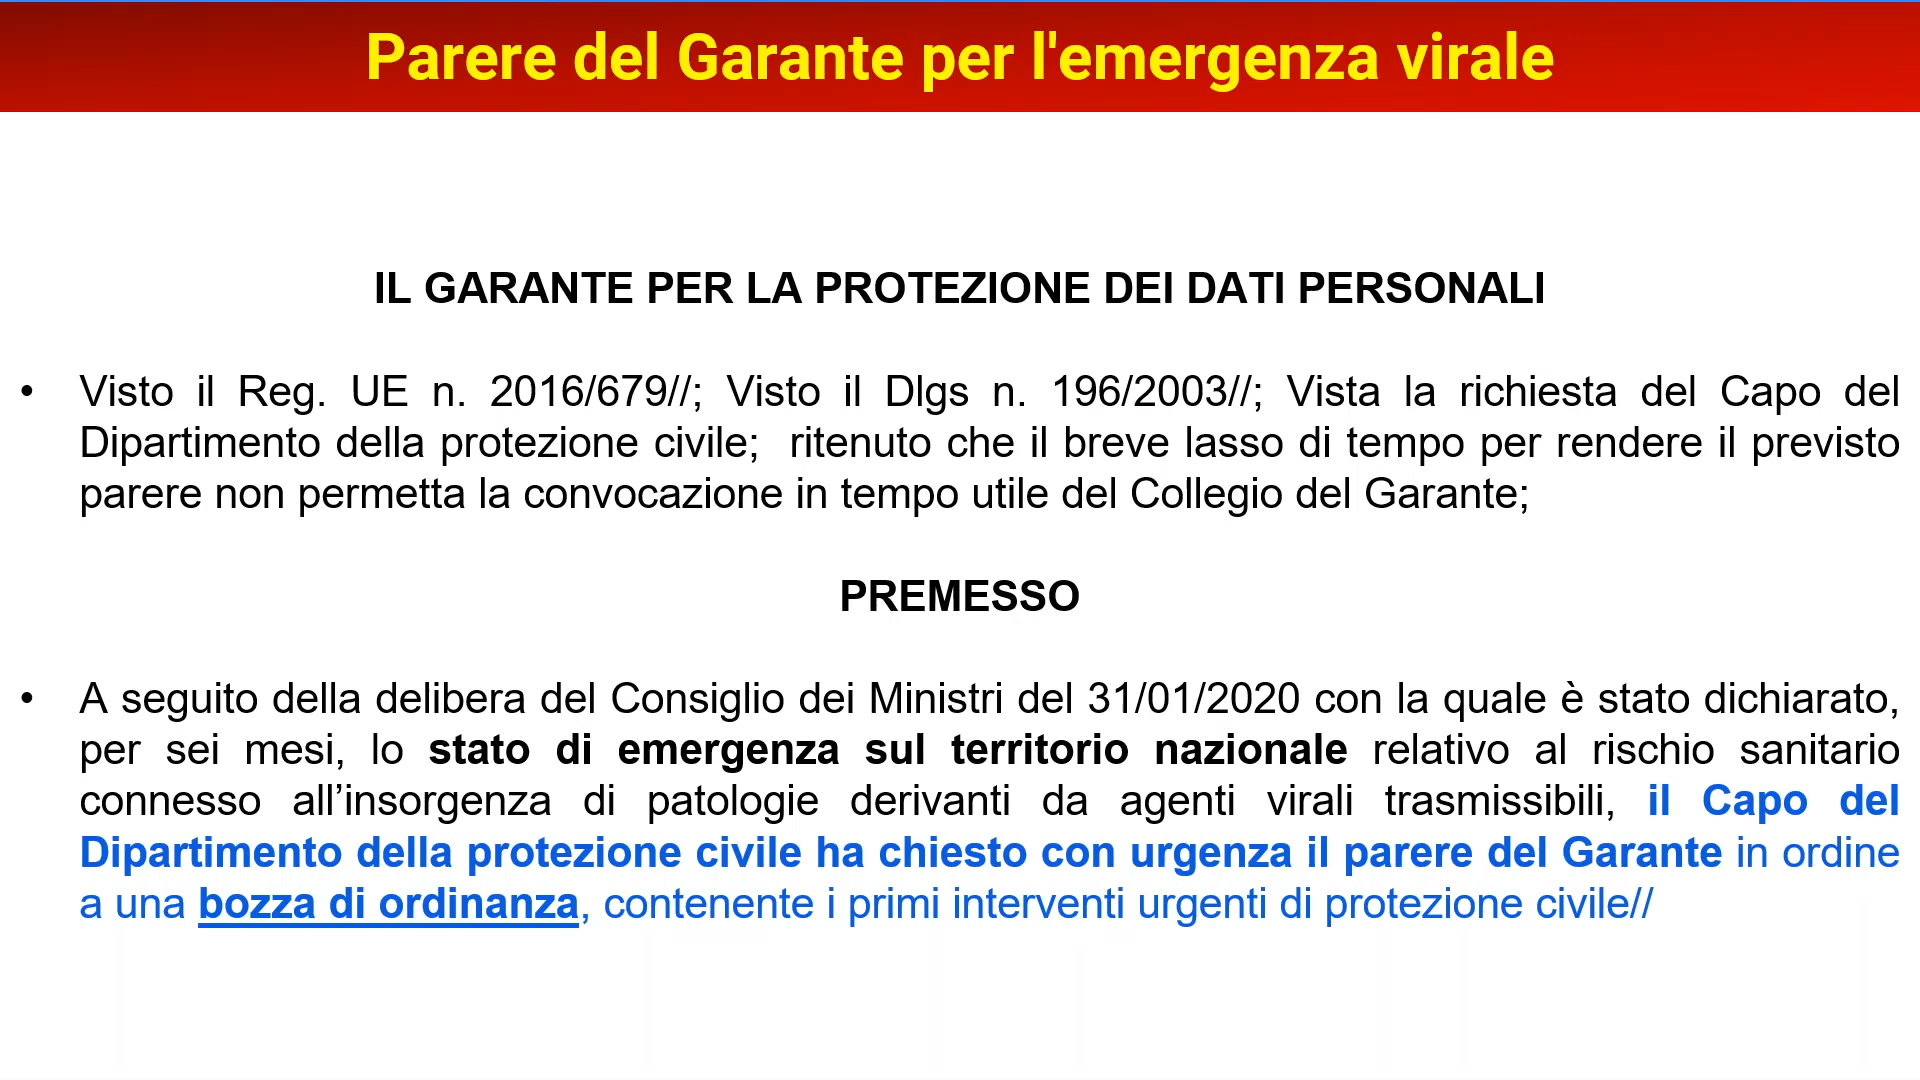 Parere del Garante per l'emergenza virale
IL GARANTE PER LA PROTEZIONE DEI DATI PERSONALI
• Visto il Reg. UE n. 2016/679//; Visto il Dlgs n. 196/2003//; Vista la richiesta del Capo del
Dipartimento della protezione civile; ritenuto che il breve lasso di tempo per rendere il previsto
parere non permetta la convocazione in tempo utile del Collegio del Garante;
PREMESSO
• A seguito della delibera del Consiglio dei Ministri del 31/01/2020 con la quale è stato dichiarato,
per sei mesi, lo stato di emergenza sul territorio nazionale relativo al rischio sanitario
connesso all’insorgenza di patologie derivanti da agenti virali trasmissibili, il Capo del
Dipartimento della protezione civile ha chiesto con urgenza il parere del Garante in ordine
a una bozza di ordinanza, contenente i primi interventi urgenti di protezione civile//